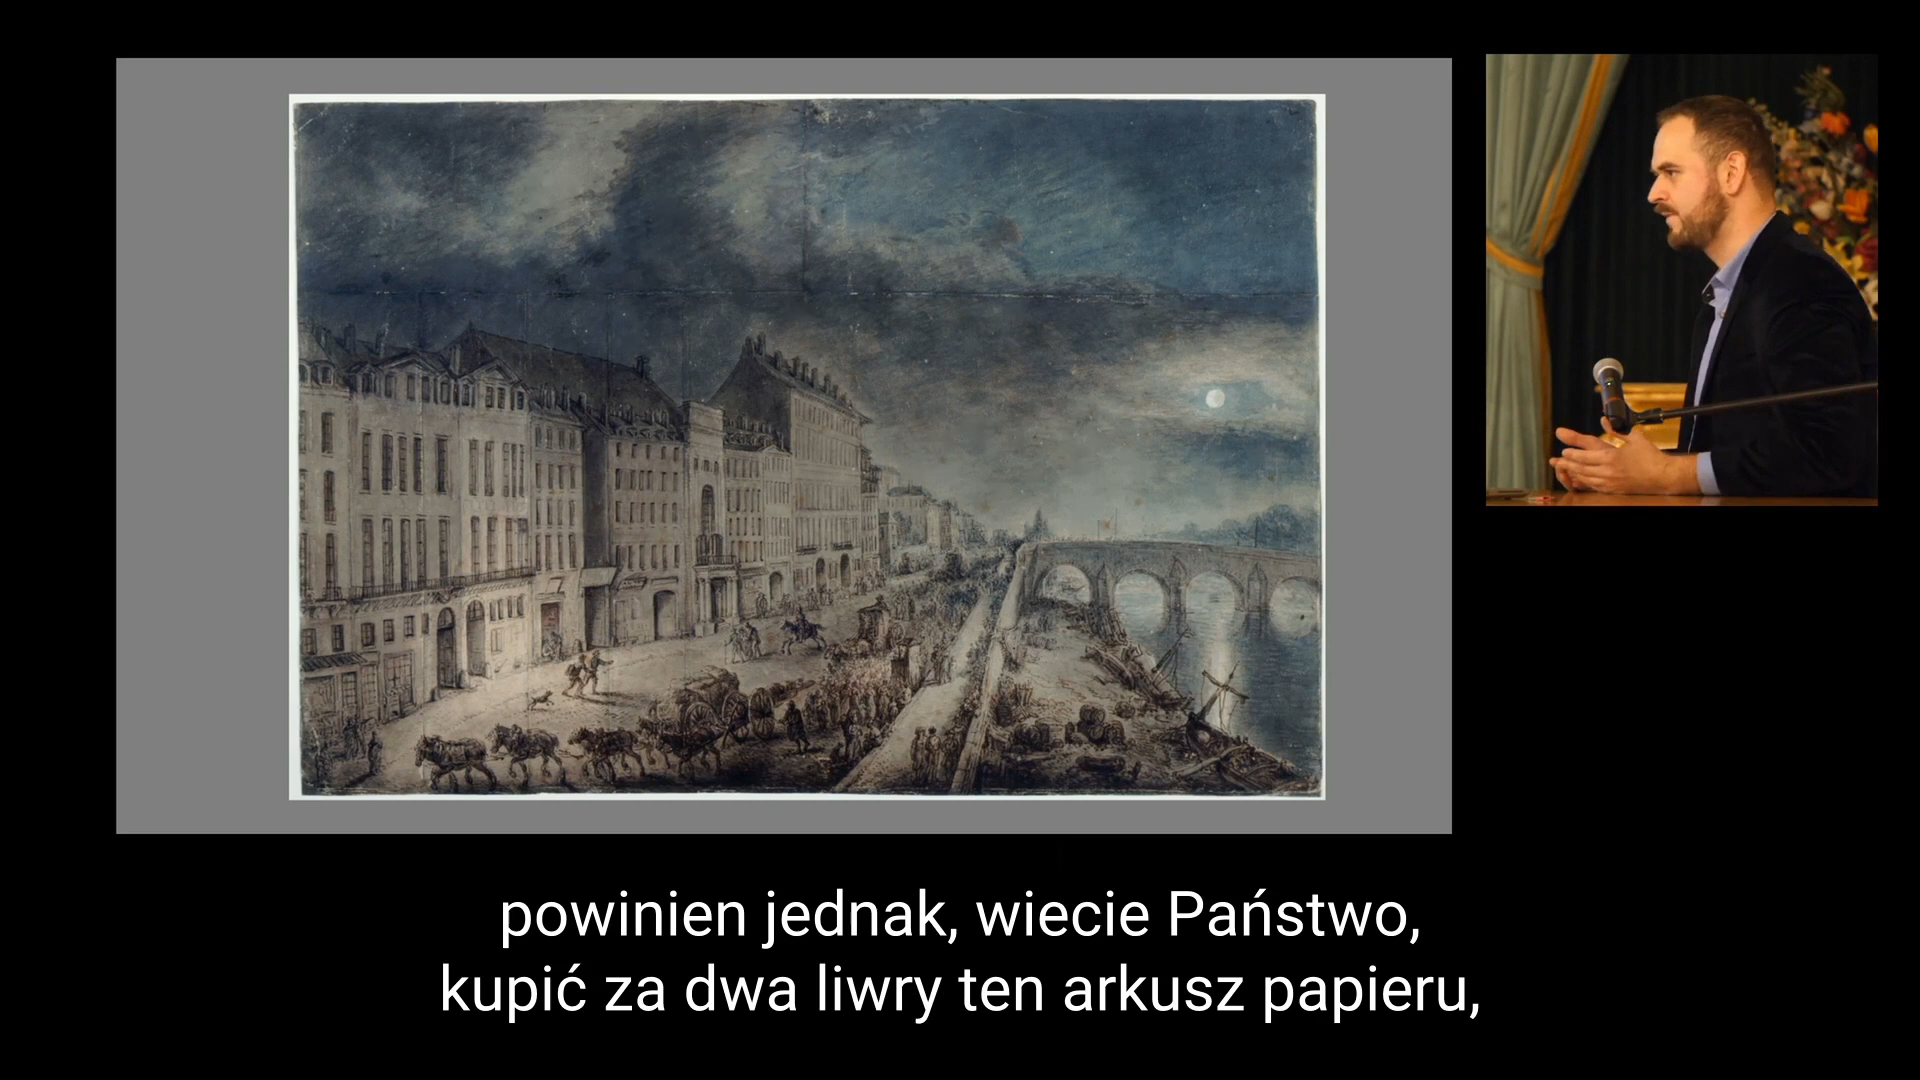 powinien jednak, wiecie Państwo,
kupić za dwa liwry ten arkusz papieru,